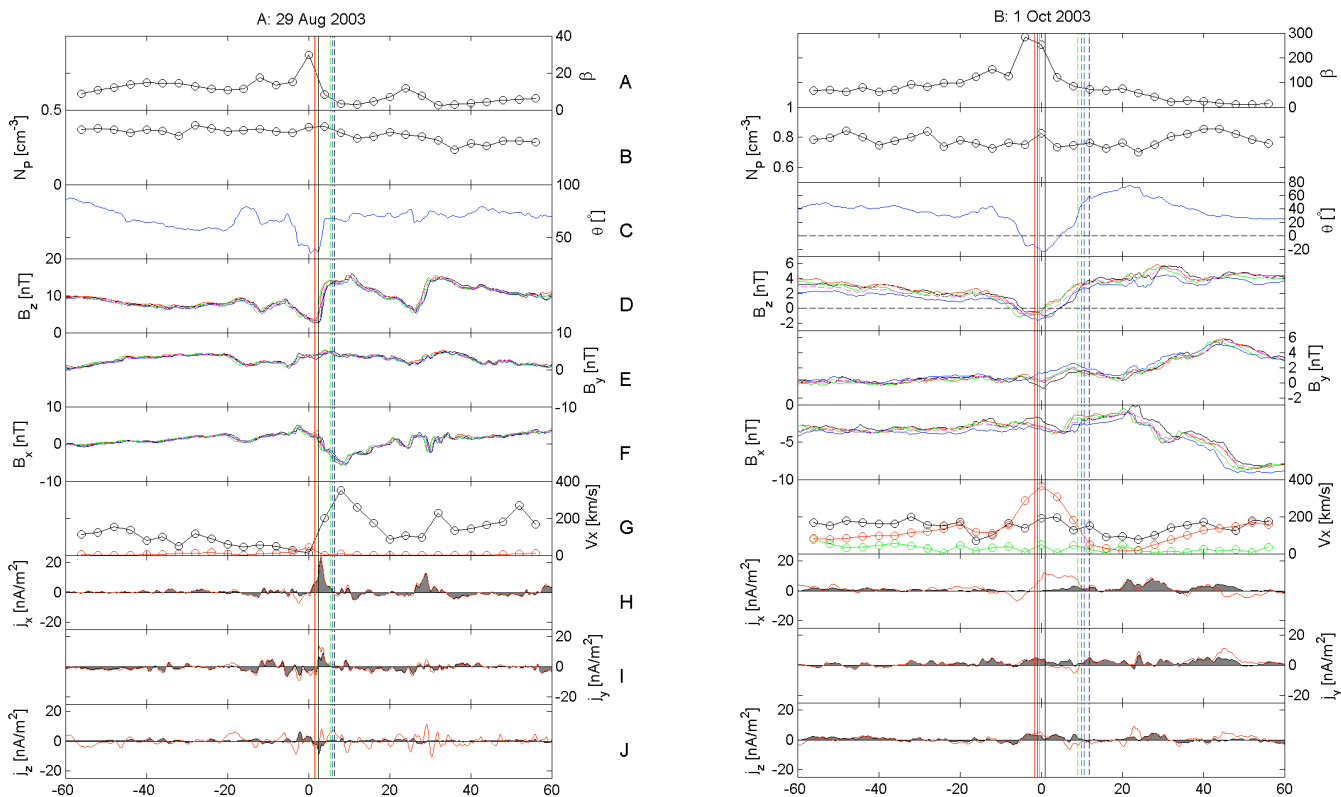 A: 29 Aug 2003
B: 1 Oct 2003
40
20
0
β
A
300
200
100
0
β
0.5
0
N_p [cm^-3]
B
1
0.8
0.6
N_p [cm^-3]
100
50
θ [°]
C
80
40
0
-20
θ [°]
20
10
0
B_z [nT]
D
6
4
2
0
-2
B_z [nT]
10
0
-10
B_y [nT]
E
6
4
2
0
-2
B_y [nT]
10
0
-10
B_x [nT]
F
0
-5
-10
B_x [nT]
400
200
0
Vx [km/s]
G
400
200
0
Vx [km/s]
20
0
-20
j_x [nA/m^2]
H
20
0
-20
j_x [nA/m^2]
20
0
-20
j_y [nA/m^2]
I
20
0
-20
j_y [nA/m^2]
20
0
-20
j_z [nA/m^2]
J
20
0
-20
j_z [nA/m^2]
-60 -40 -20 0 20 40 60
-60 -40 -20 0 20 40 60